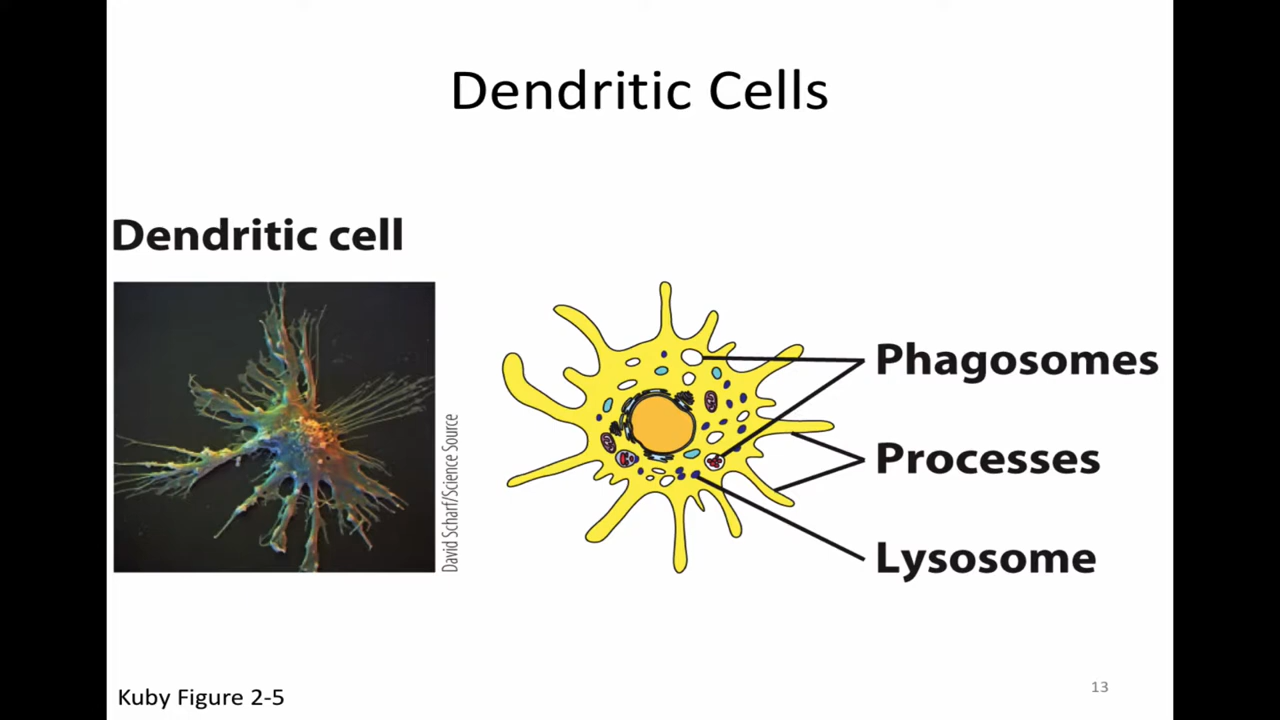 Dendritic Cells
Dendritic cell
David Scharf/Science Source
Phagosomes
Processes
Lysosome
Kuby Figure 2-5
13